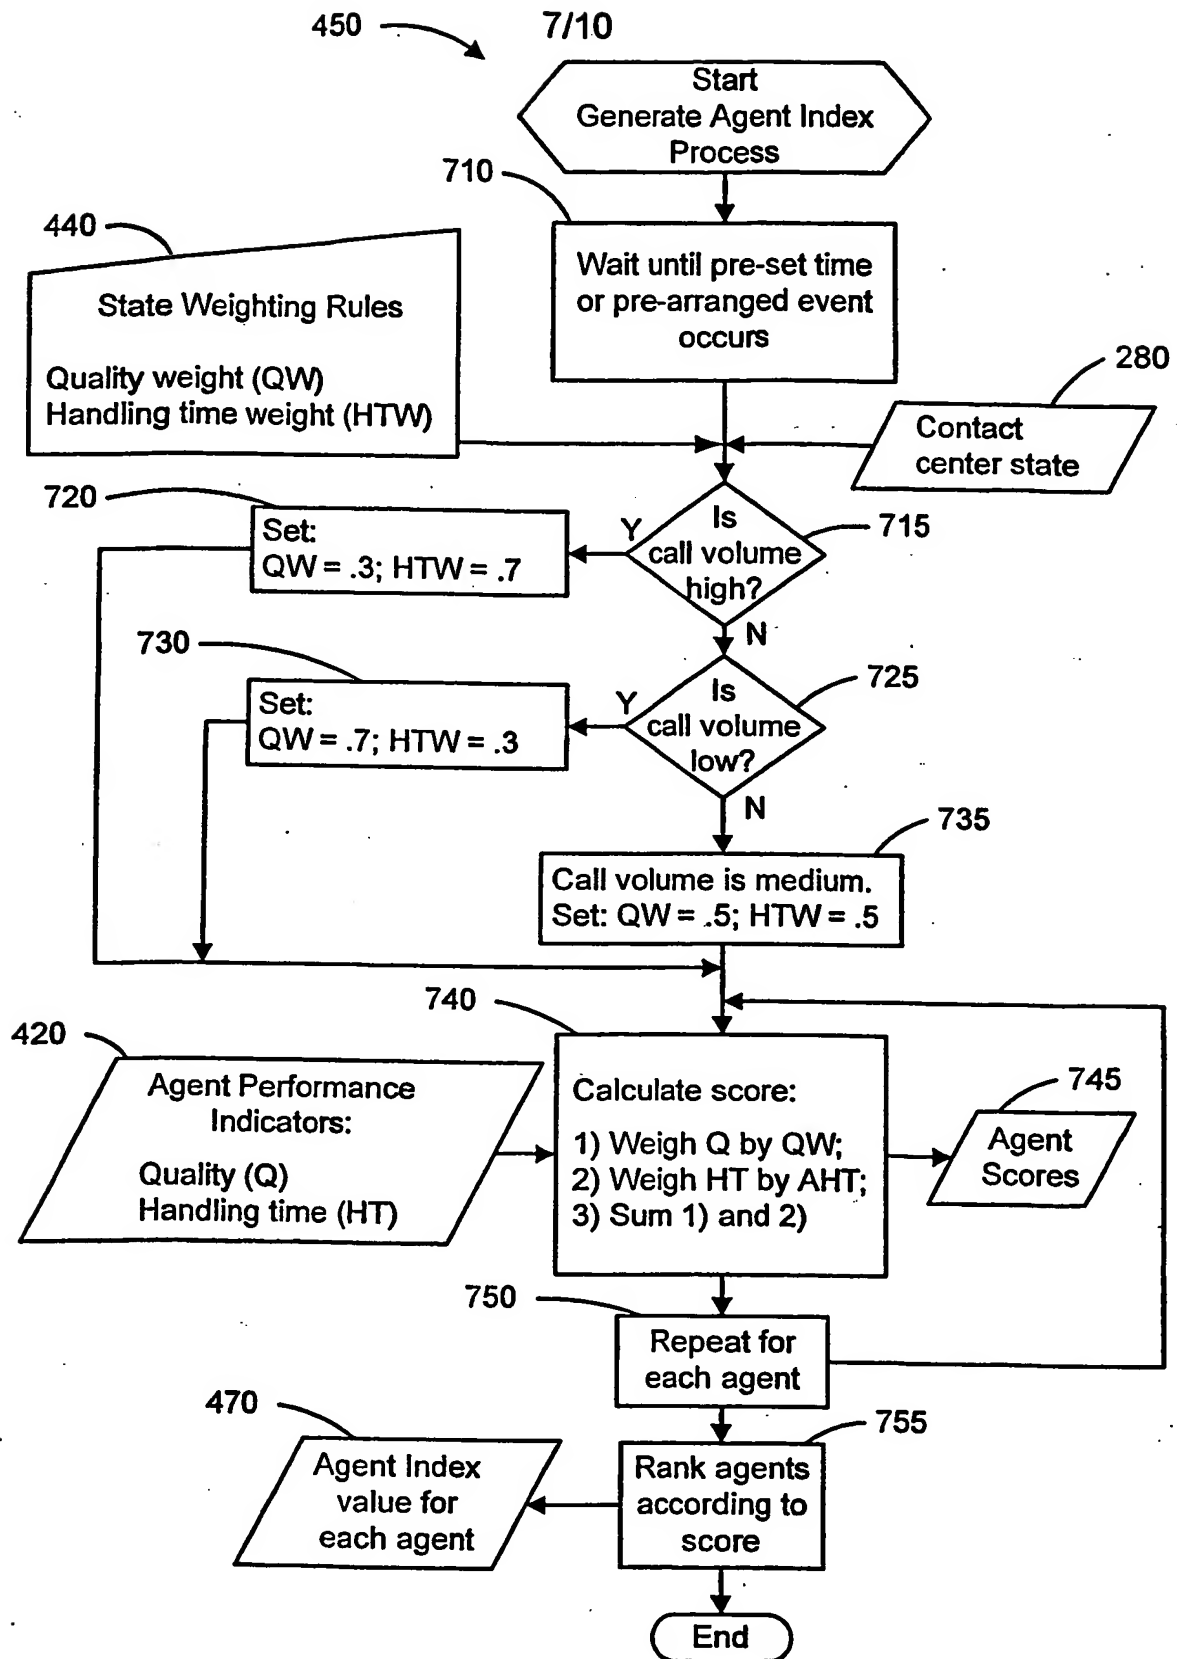 450
7/10
Start
Generate Agent Index
Process
710
440
Wait until pre-set time
or pre-arranged event
occurs
State Weighting Rules
Quality weight (QW)
Handling time weight (HTW)
280
Contact
center state
720
Set:
QW = .3; HTW = .7
Y
Is
call volume
high?
715
N
730
Set:
QW = .7; HTW = .3
Y
Is
call volume
low?
725
N
735
Call volume is medium.
Set: QW = .5; HTW = .5
740
420
Agent Performance
Indicators:
Quality (Q)
Handling time (HT)
Calculate score:
1) Weigh Q by QW;
2) Weigh HT by AHT;
3) Sum 1) and 2)
745
Agent
Scores
750
Repeat for
each agent
470
755
Agent Index
value for
each agent
Rank agents
according to
score
End